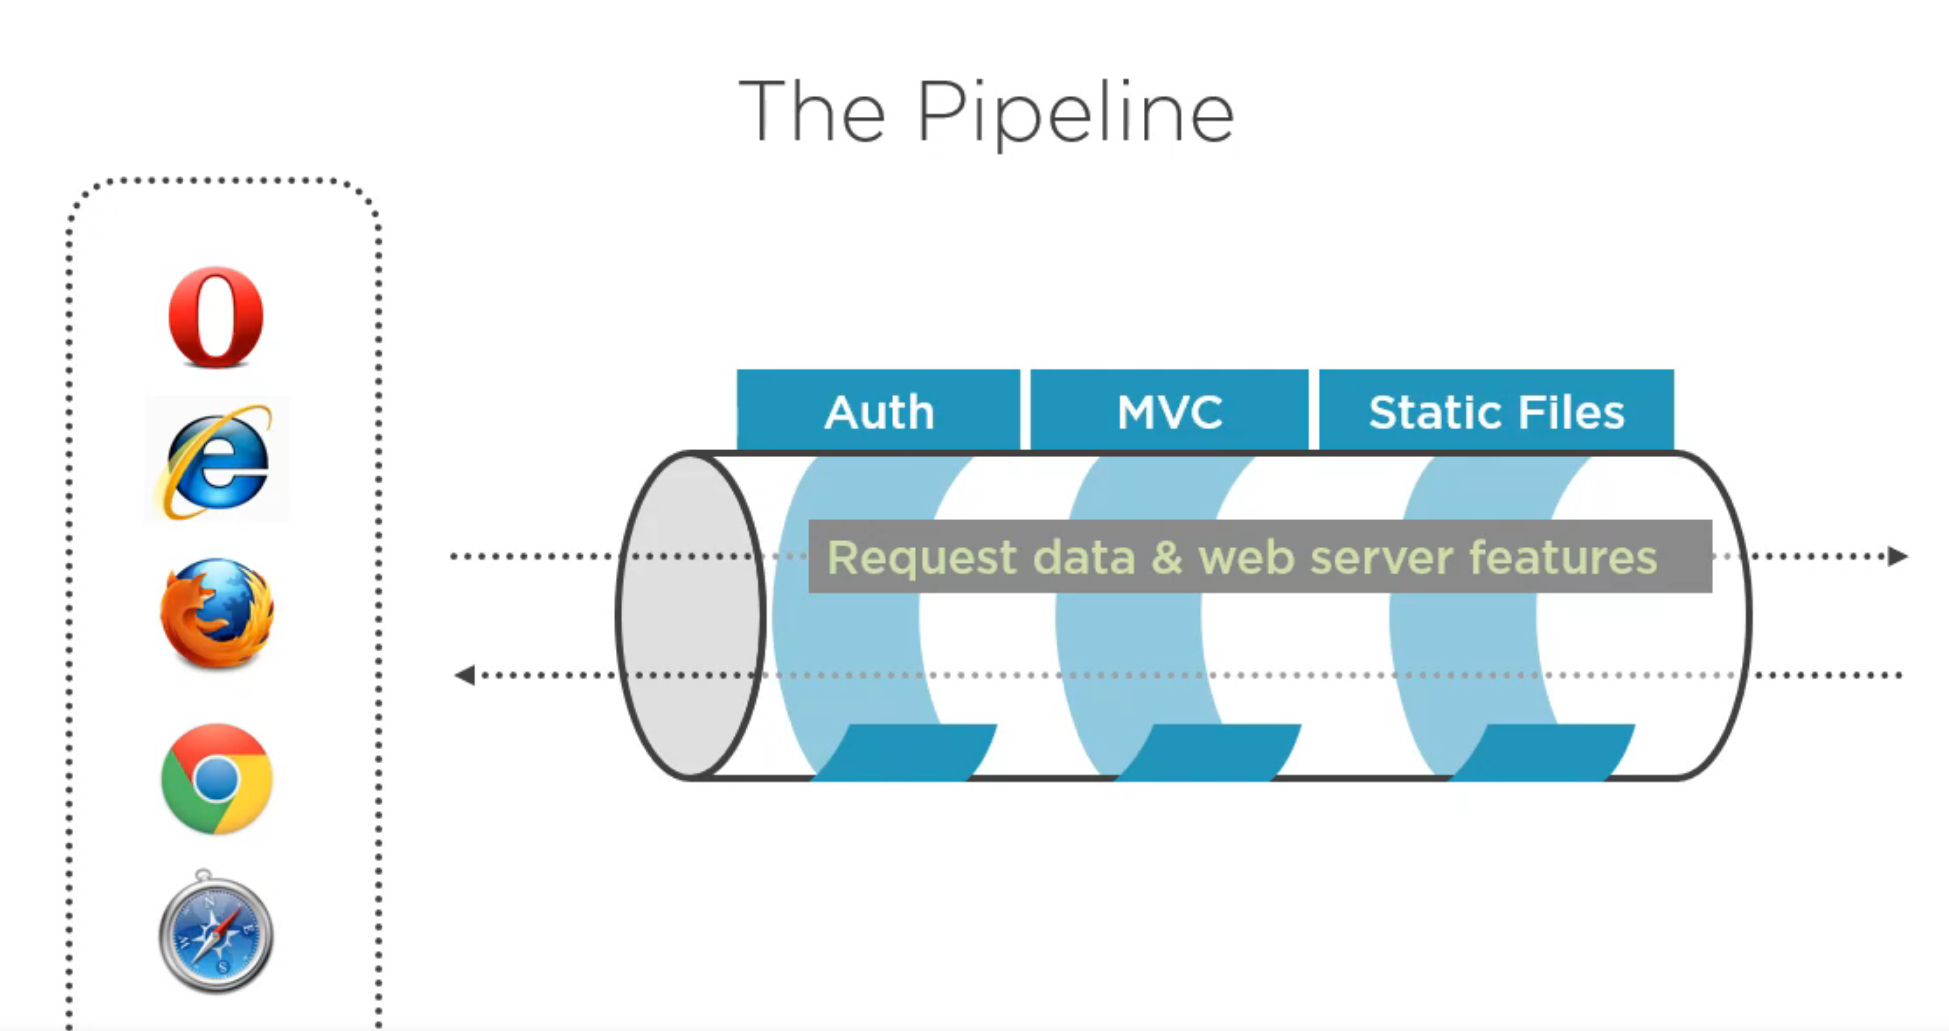 The Pipeline
Auth
MVC
Static Files
Request data & web server features